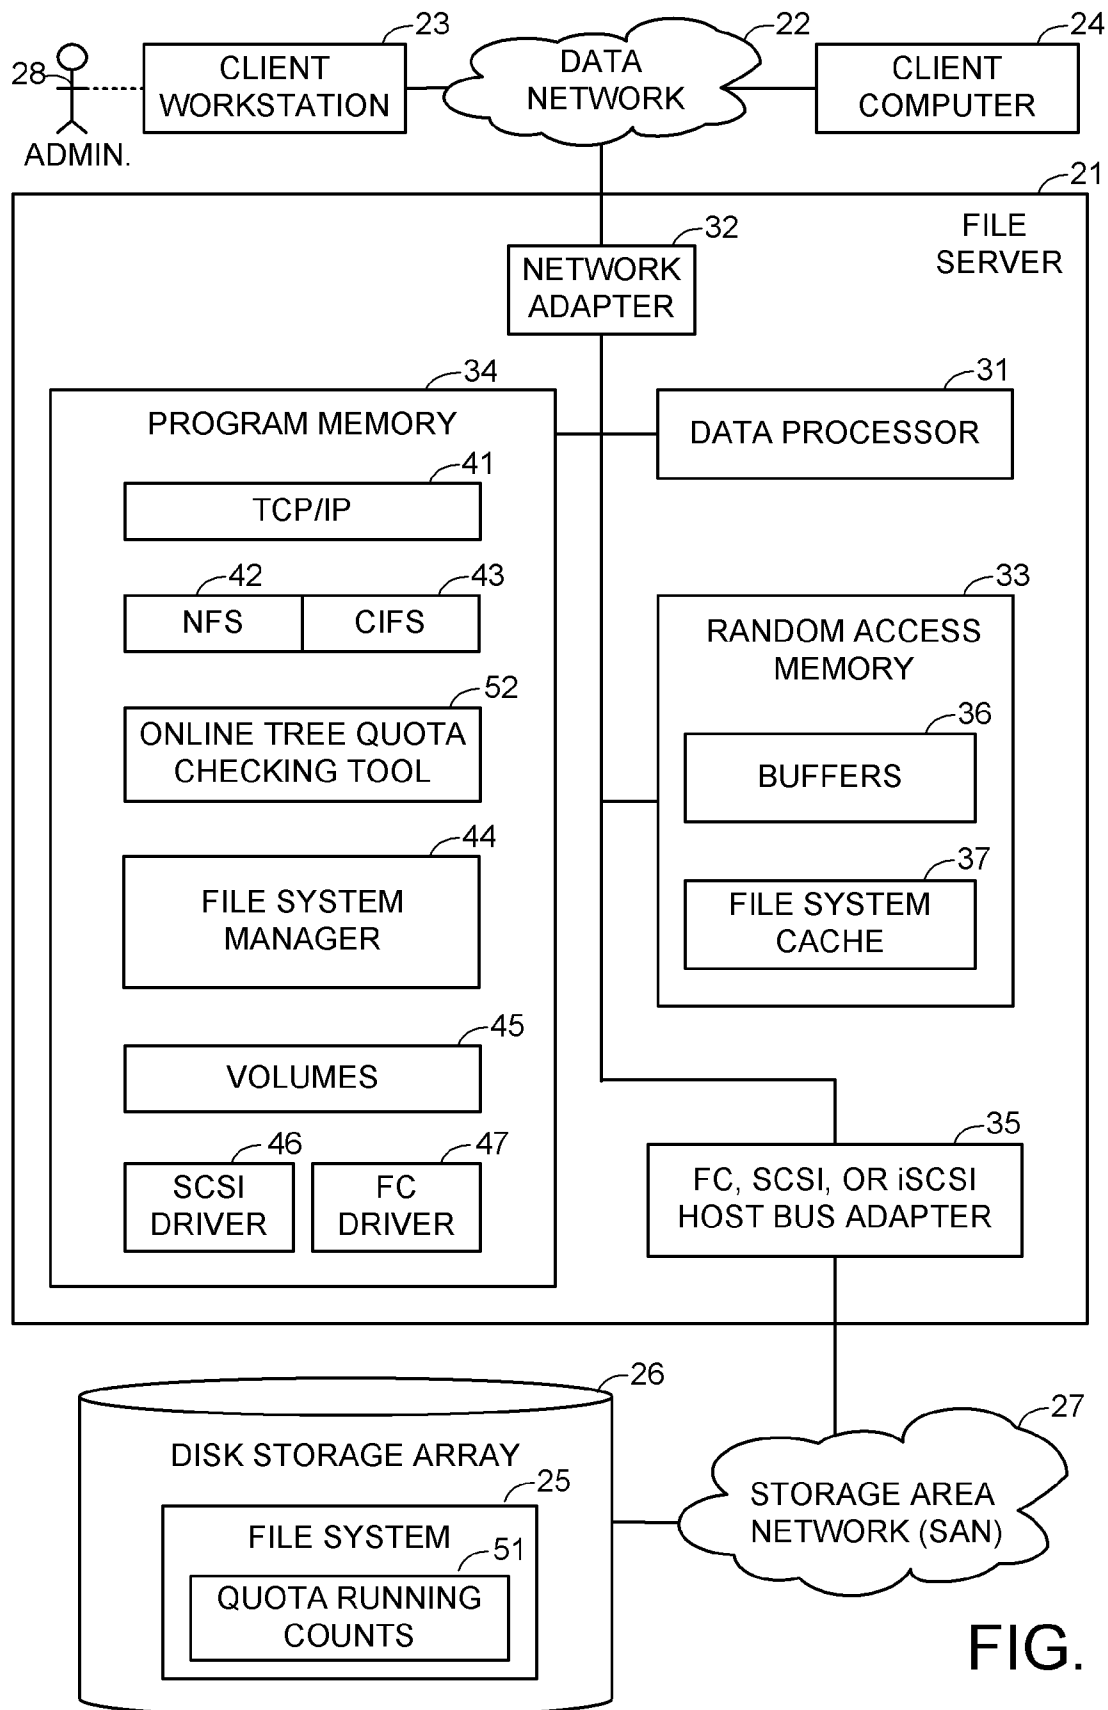 23
22
24
28
CLIENT
WORKSTATION
DATA
NETWORK
CLIENT
COMPUTER
ADMIN.
21
FILE
SERVER
32
NETWORK
ADAPTER
34
PROGRAM MEMORY
31
DATA PROCESSOR
41
TCP/IP
42
NFS
43
CIFS
33
RANDOM ACCESS
MEMORY
52
ONLINE TREE QUOTA
CHECKING TOOL
36
BUFFERS
44
FILE SYSTEM
MANAGER
37
FILE SYSTEM
CACHE
45
VOLUMES
46
SCSI
DRIVER
47
FC
DRIVER
35
FC, SCSI, OR iSCSI
HOST BUS ADAPTER
26
DISK STORAGE ARRAY
25
FILE SYSTEM
51
QUOTA RUNNING
COUNTS
27
STORAGE AREA
NETWORK (SAN)
FIG.